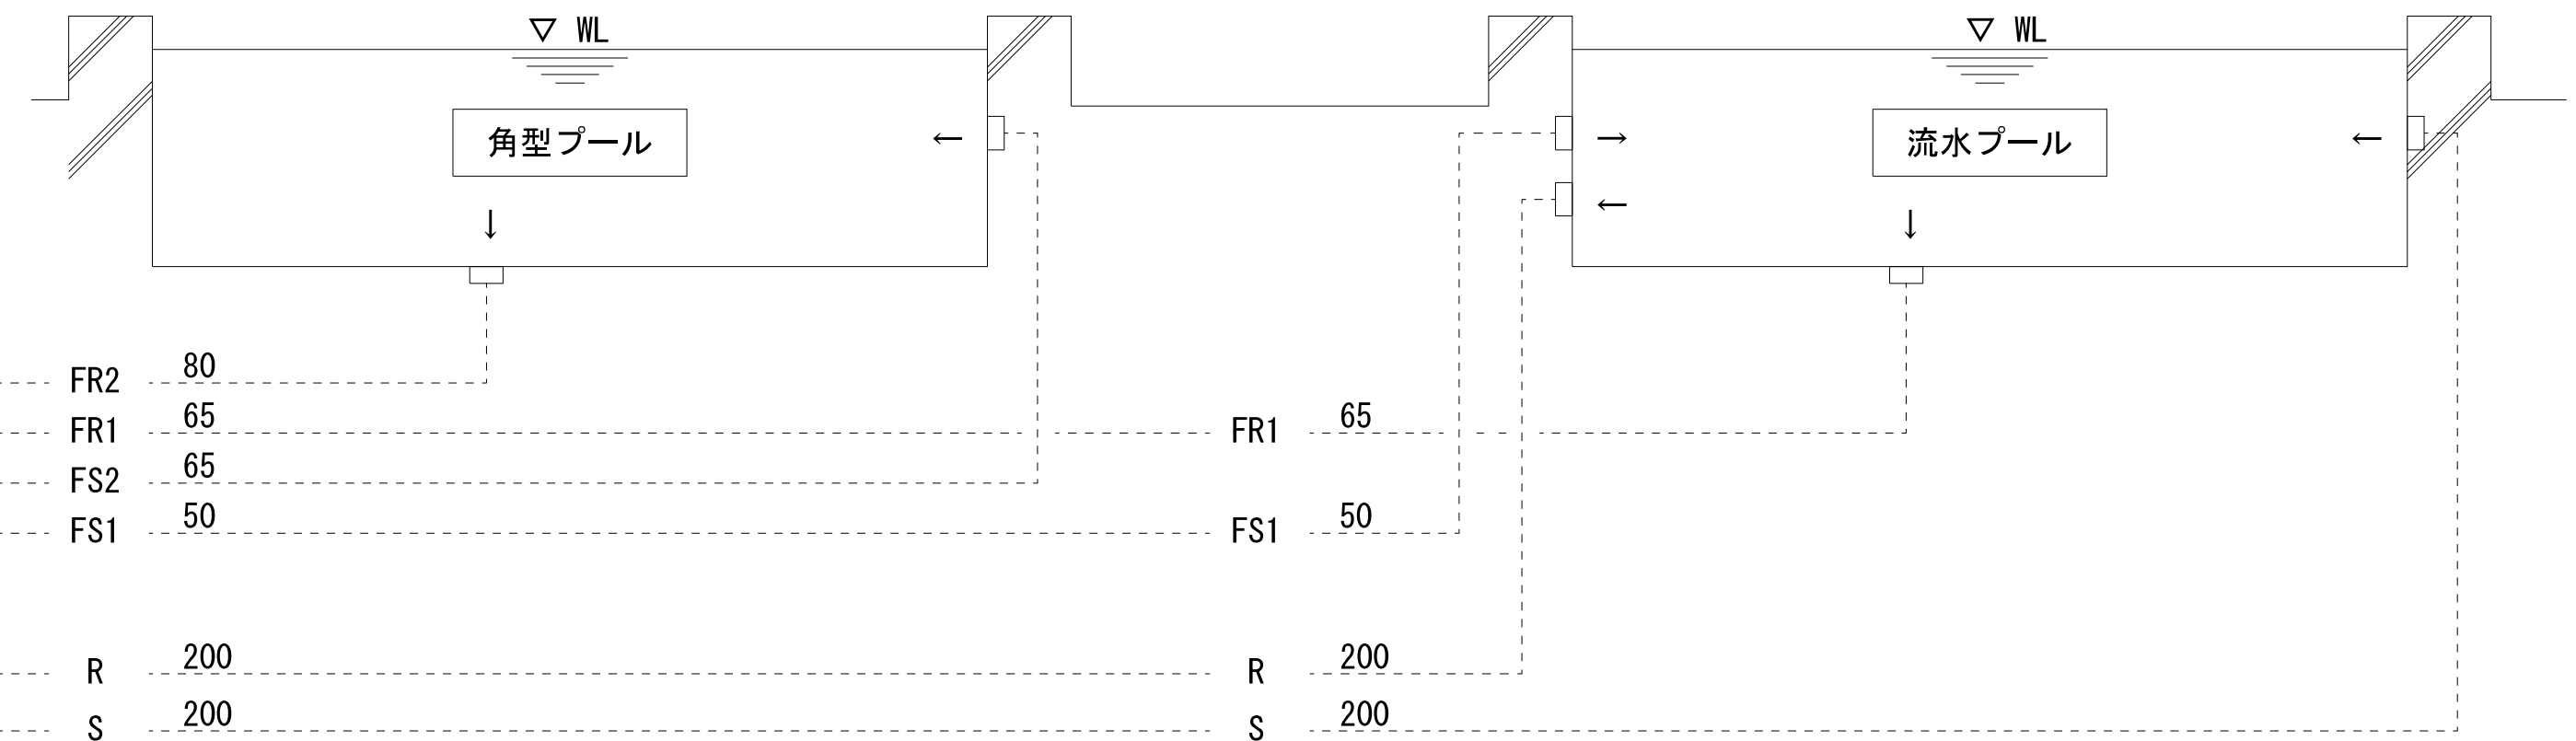 ▽ WL
▽ WL
角型プール
流水プール
→
←
←
←
↓
↓
FR2 80
FR1 65 FR1 65
FS2 65
FS1 50 FS1 50
R 200 R 200
S 200 S 200